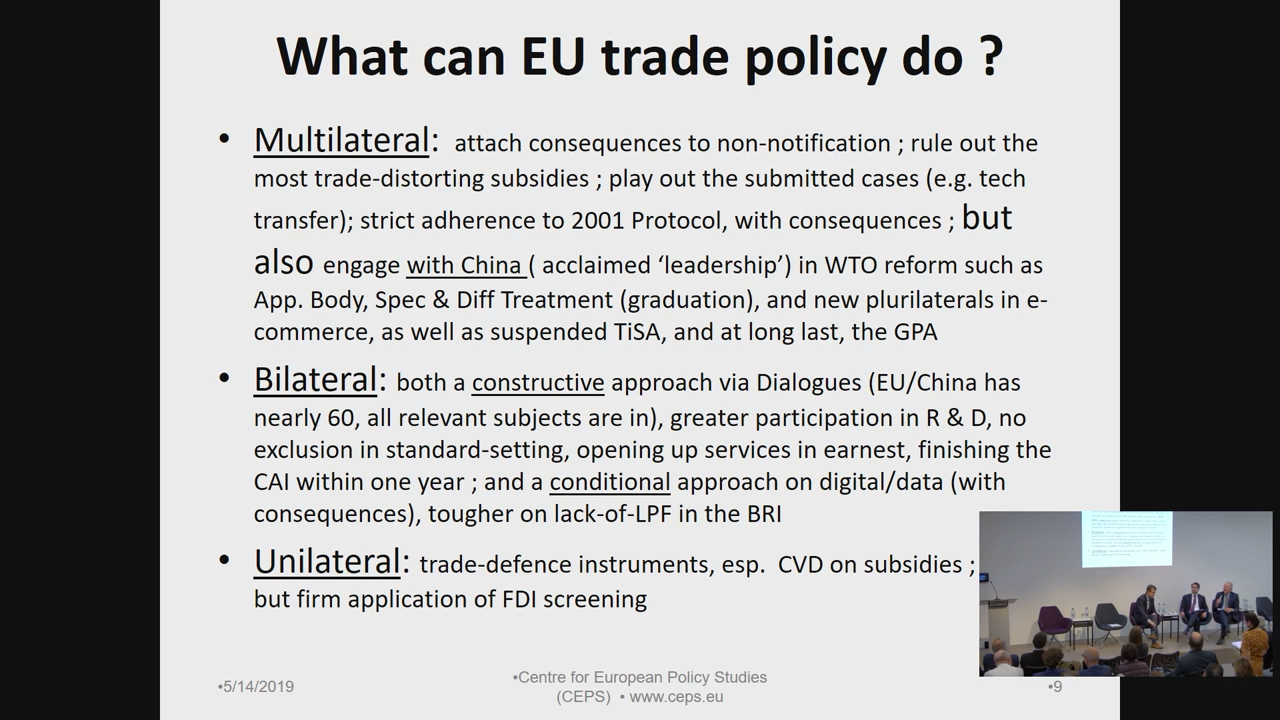 What can EU trade policy do ?
• Multilateral: attach consequences to non-notification ; rule out the
most trade-distorting subsidies ; play out the submitted cases (e.g. tech
transfer); strict adherence to 2001 Protocol, with consequences ; but
also engage with China ( acclaimed ‘leadership’) in WTO reform such as
App. Body, Spec & Diff Treatment (graduation), and new plurilaterals in e-
commerce, as well as suspended TiSA, and at long last, the GPA
• Bilateral: both a constructive approach via Dialogues (EU/China has
nearly 60, all relevant subjects are in), greater participation in R & D, no
exclusion in standard-setting, opening up services in earnest, finishing the
CAI within one year ; and a conditional approach on digital/data (with
consequences), tougher on lack-of-LPF in the BRI
• Unilateral: trade-defence instruments, esp. CVD on subsidies ;
but firm application of FDI screening
•5/14/2019
•Centre for European Policy Studies
(CEPS) • www.ceps.eu
•9